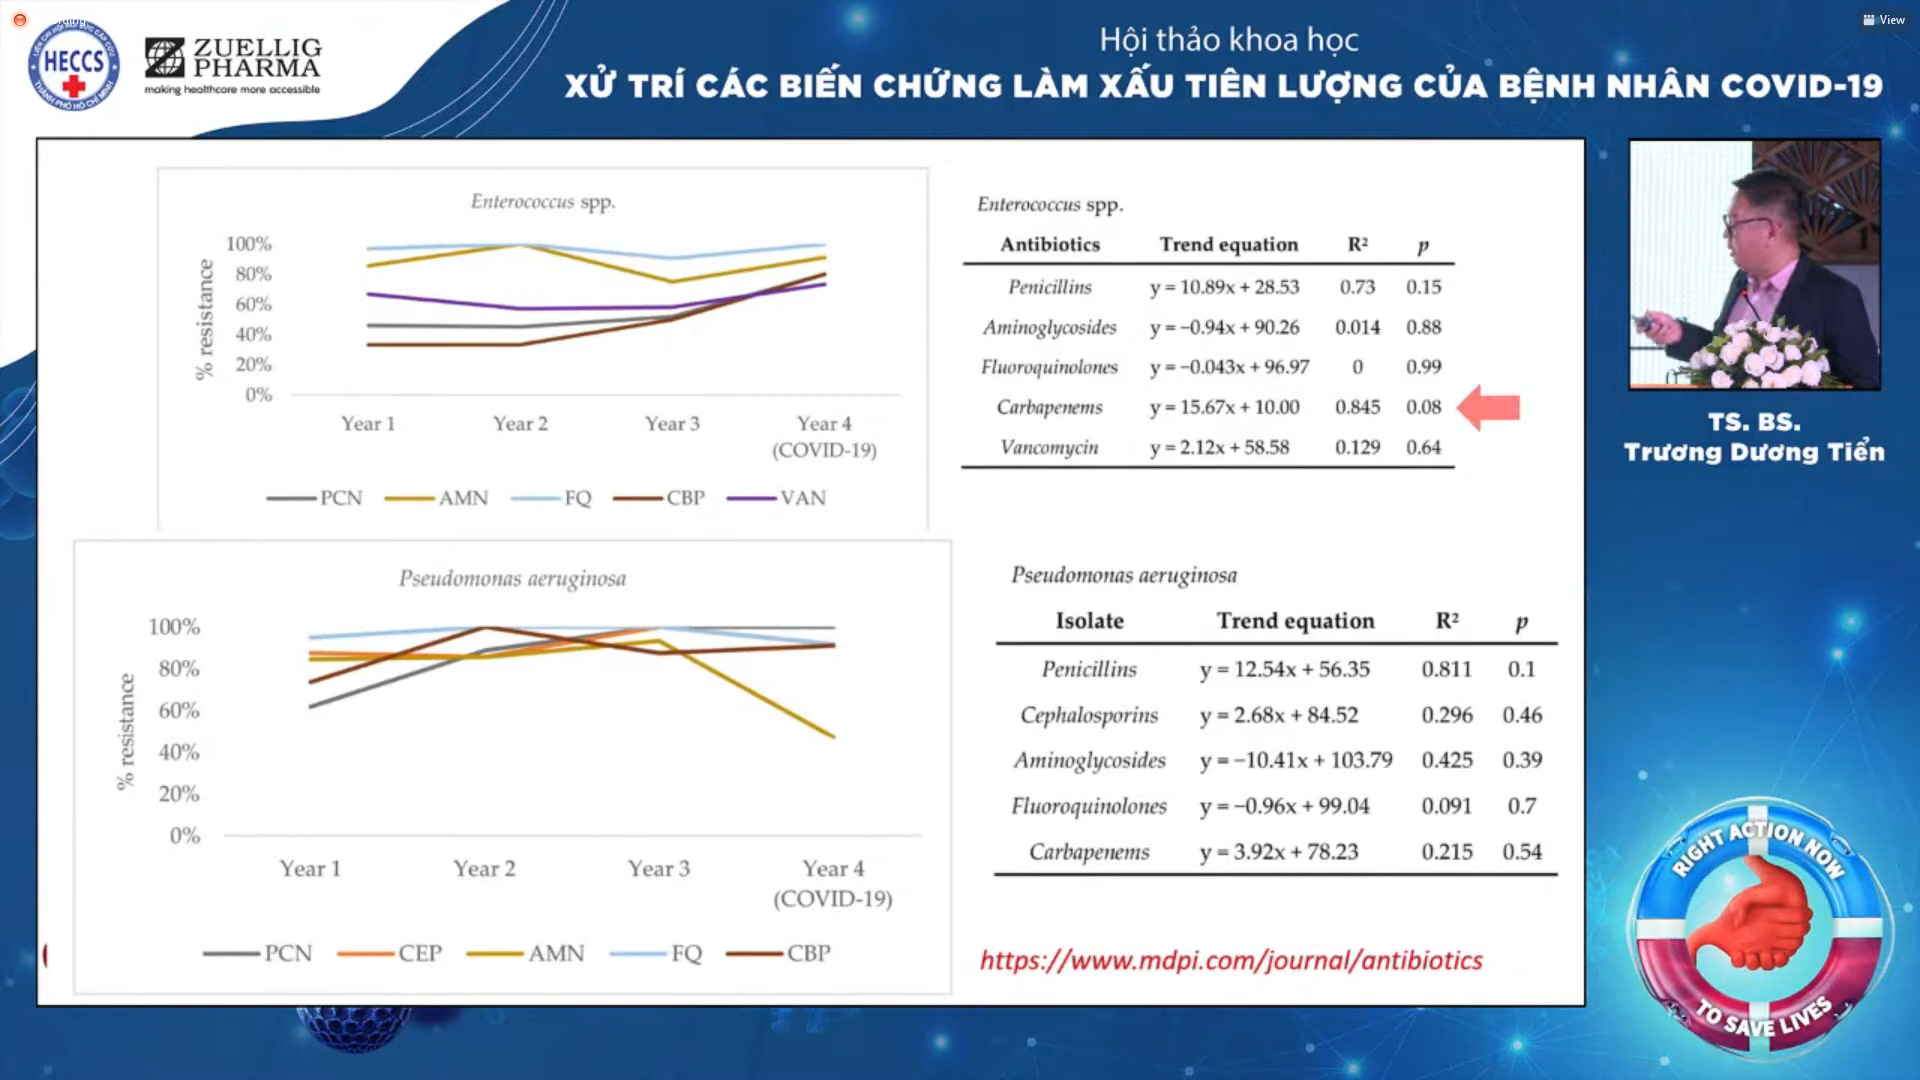 View
HECCS
THÀNH PHỐ HỒ CHÍ MINH
ZUELLIG
PHARMA
making healthcare more accessible
Hội thảo khoa học
XỬ TRÍ CÁC BIẾN CHỨNG LÀM XẤU TIÊN LƯỢNG CỦA BỆNH NHÂN COVID-19
Enterococcus spp.
% resistance
100%
80%
60%
40%
20%
0%
Year 1 Year 2 Year 3 Year 4
(COVID-19)
PCN AMN FQ CBP VAN
Enterococcus spp.
Antibiotics Trend equation R² p
Penicillins y = 10.89x + 28.53 0.73 0.15
Aminoglycosides y = −0.94x + 90.26 0.014 0.88
Fluoroquinolones y = −0.043x + 96.97 0 0.99
Carbapenems y = 15.67x + 10.00 0.845 0.08
Vancomycin y = 2.12x + 58.58 0.129 0.64
Pseudomonas aeruginosa
% resistance
100%
80%
60%
40%
20%
0%
Year 1 Year 2 Year 3 Year 4
(COVID-19)
PCN CEP AMN FQ CBP
Pseudomonas aeruginosa
Isolate Trend equation R² p
Penicillins y = 12.54x + 56.35 0.811 0.1
Cephalosporins y = 2.68x + 84.52 0.296 0.46
Aminoglycosides y = −10.41x + 103.79 0.425 0.39
Fluoroquinolones y = −0.96x + 99.04 0.091 0.7
Carbapenems y = 3.92x + 78.23 0.215 0.54
https://www.mdpi.com/journal/antibiotics
TS. BS.
Trương Dương Tiển
RIGHT ACTION NOW
TO SAVE LIVES